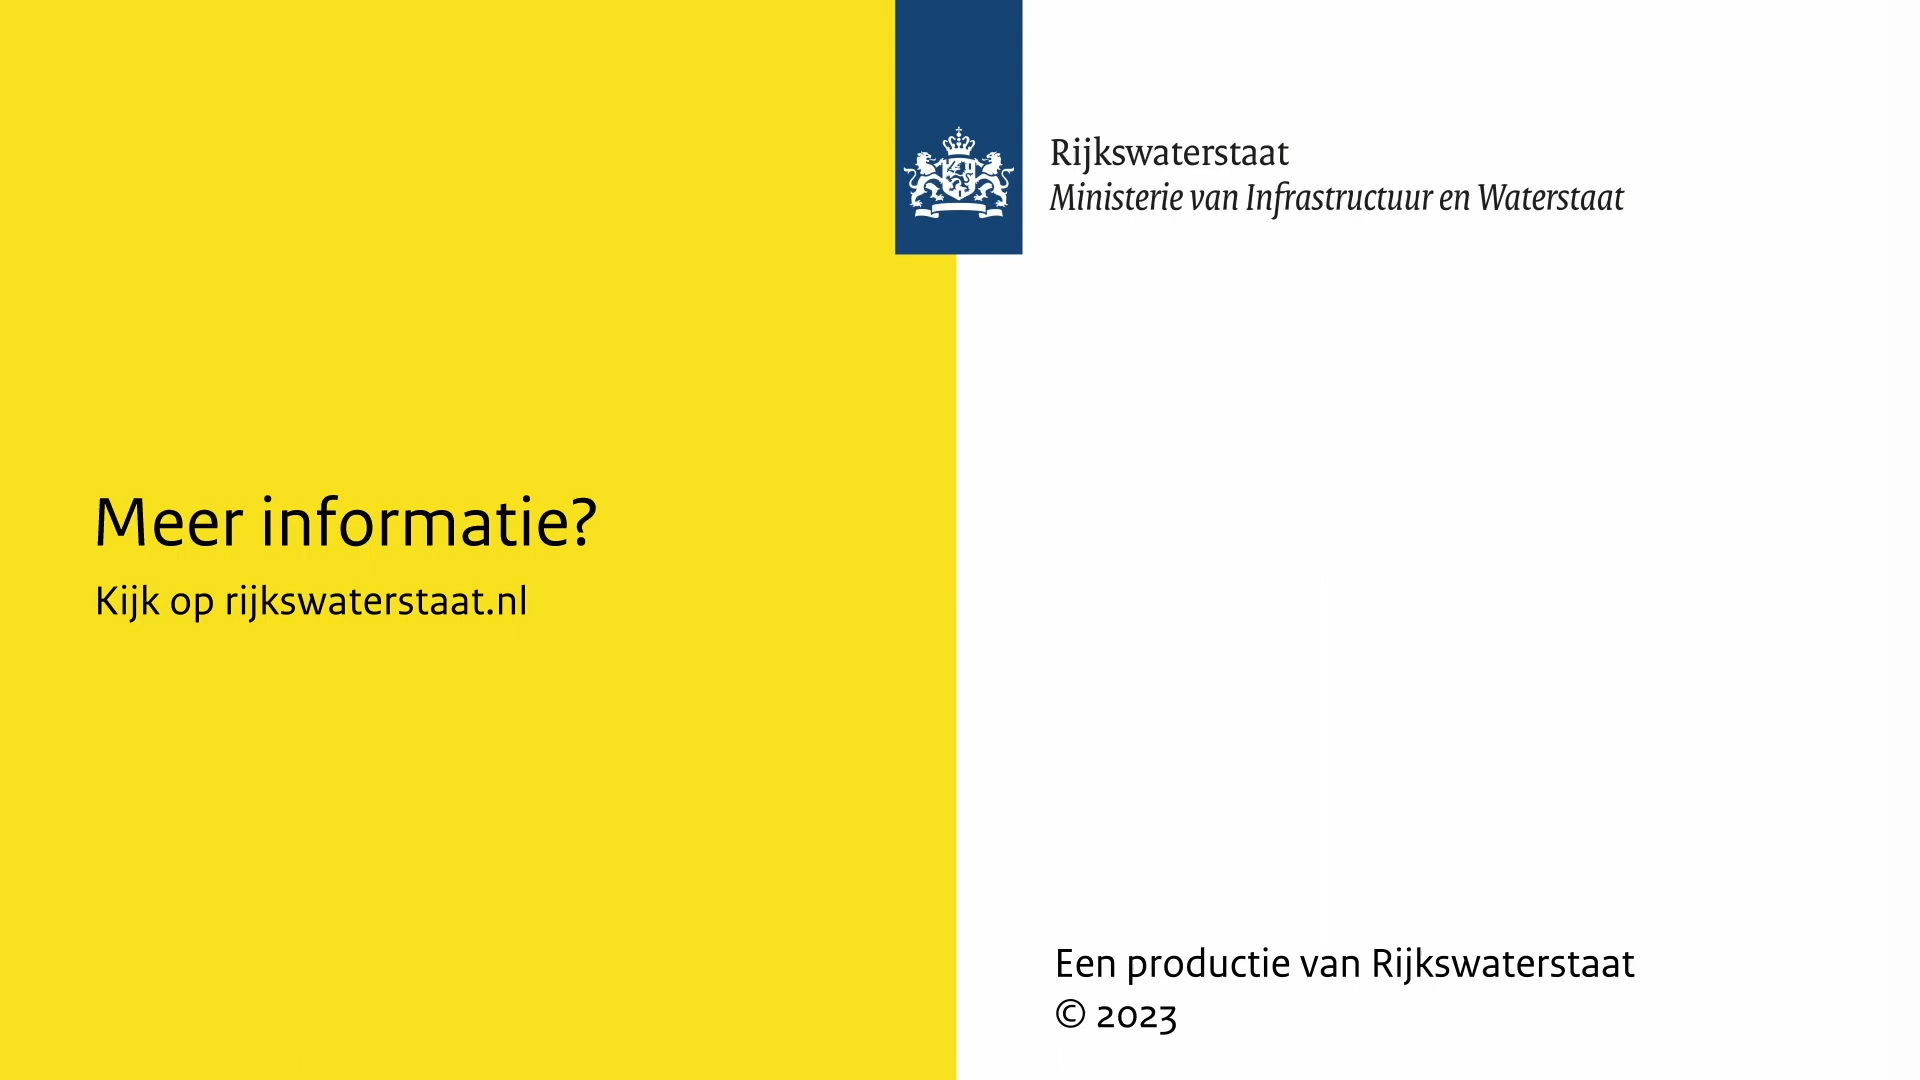 Rijkswaterstaat
Ministerie van Infrastructuur en Waterstaat
Meer informatie?
Kijk op rijkswaterstaat.nl
Een productie van Rijkswaterstaat
© 2023